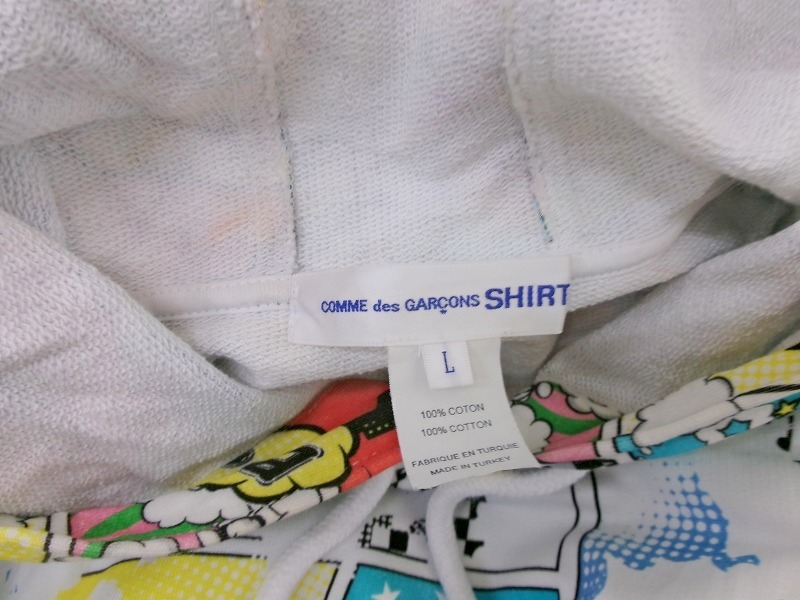 COMME des GARÇONS SHIRT
L
100% COTON
100% COTTON
FABRIQUE EN TURQUIE
MADE IN TURKEY